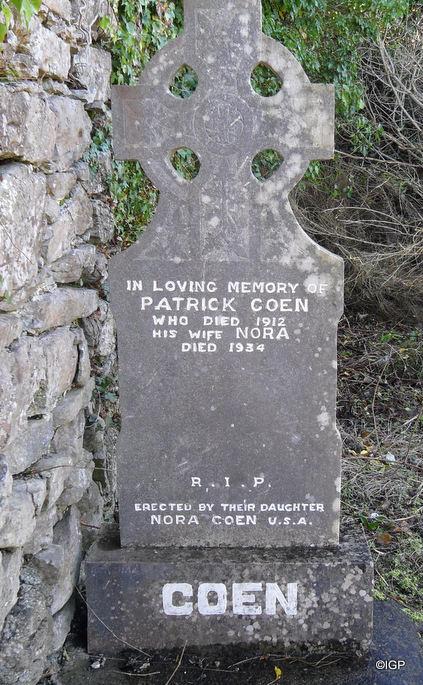 IN LOVING MEMORY OF
PATRICK COEN
WHO DIED 1912
HIS WIFE NORA
DIED 1934
R.I.P.
ERECTED BY THEIR DAUGHTER
NORA COEN U.S.A.
COEN
©IGP